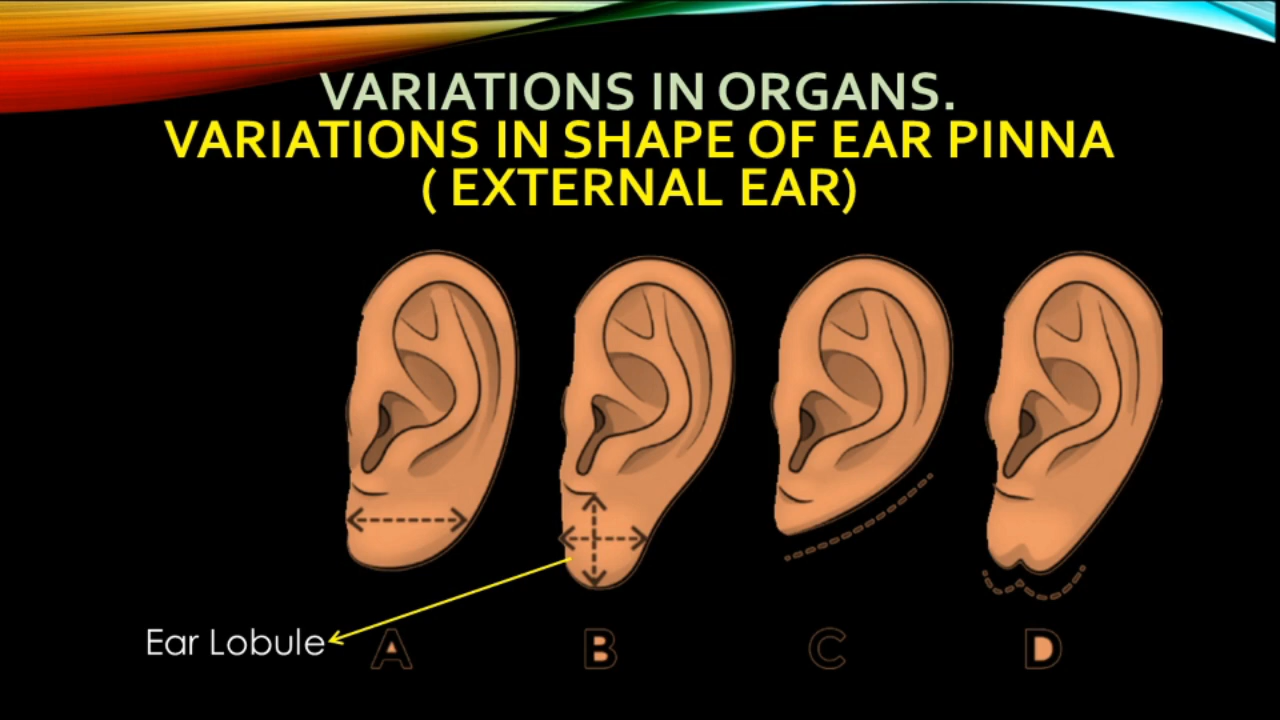 VARIATIONS IN ORGANS.
VARIATIONS IN SHAPE OF EAR PINNA
( EXTERNAL EAR)
Ear Lobule
A B C D